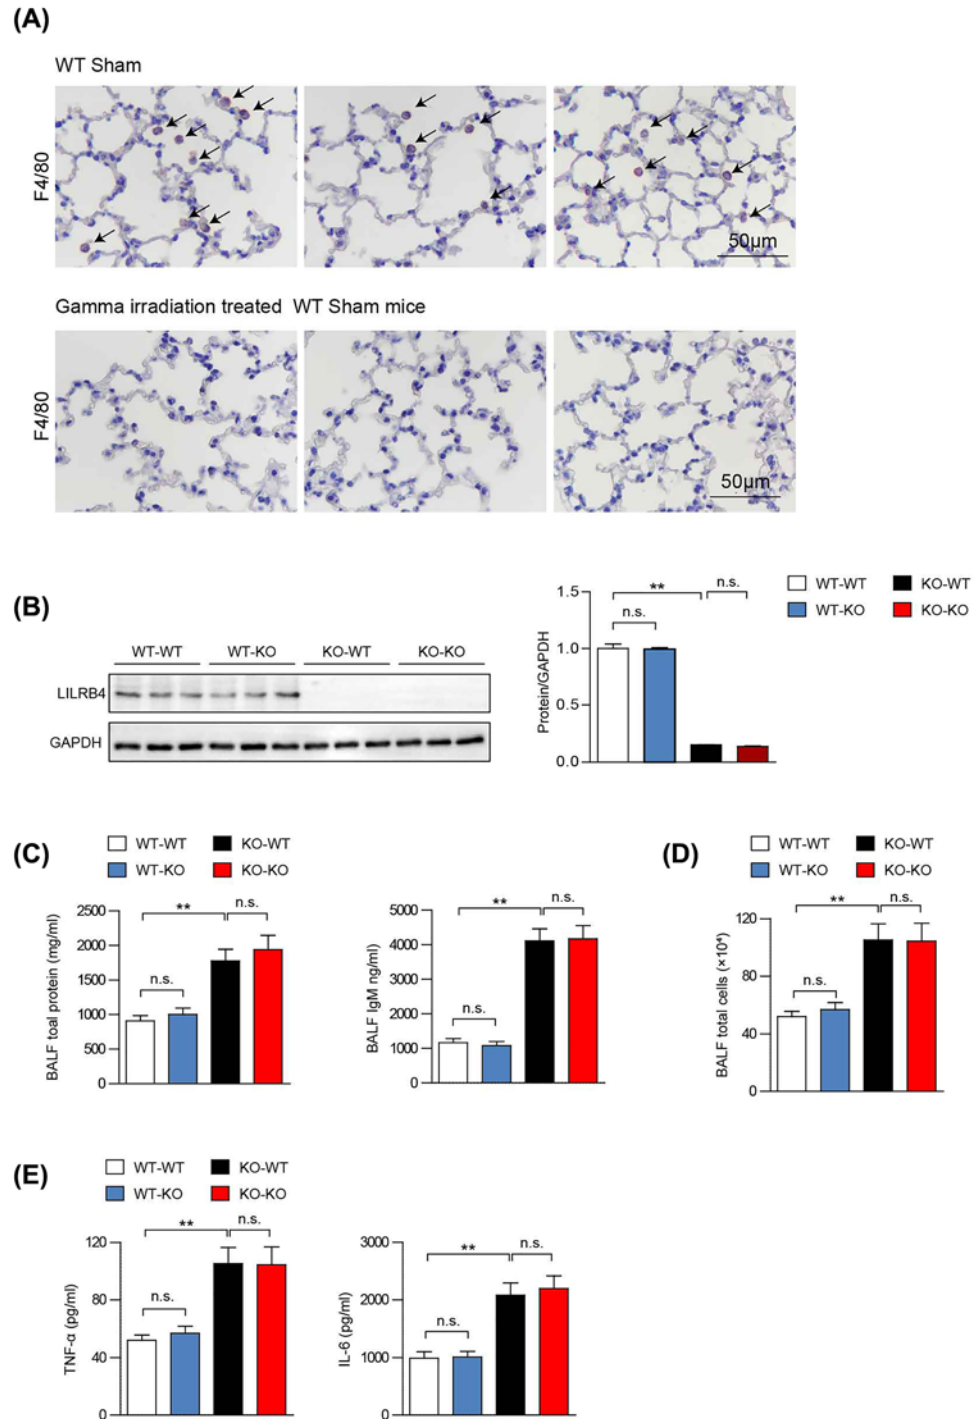 (A)
WT Sham
F4/80
50μm
Gamma irradiation treated WT Sham mice
F4/80
50μm
(B)
WT-WT WT-KO KO-WT KO-KO
LILRB4
GAPDH
Protein/GAPDH
1.5
1.0
0.5
0.0
n.s.
**
n.s.
WT-WT KO-WT
WT-KO KO-KO
(C)
WT-WT KO-WT
WT-KO KO-KO
BALF toal protein (mg/ml)
2500
2000
1500
1000
500
0
n.s.
**
n.s.
BALF IgM ng/ml)
5000
4000
3000
2000
1000
0
n.s.
**
n.s.
(D)
WT-WT KO-WT
WT-KO KO-KO
BALF total cells (×10⁴)
120
80
40
0
n.s.
**
n.s.
(E)
WT-WT KO-WT
WT-KO KO-KO
TNF-α (pg/ml)
120
80
40
0
n.s.
**
n.s.
IL-6 (pg/ml)
3000
2000
1000
0
n.s.
**
n.s.